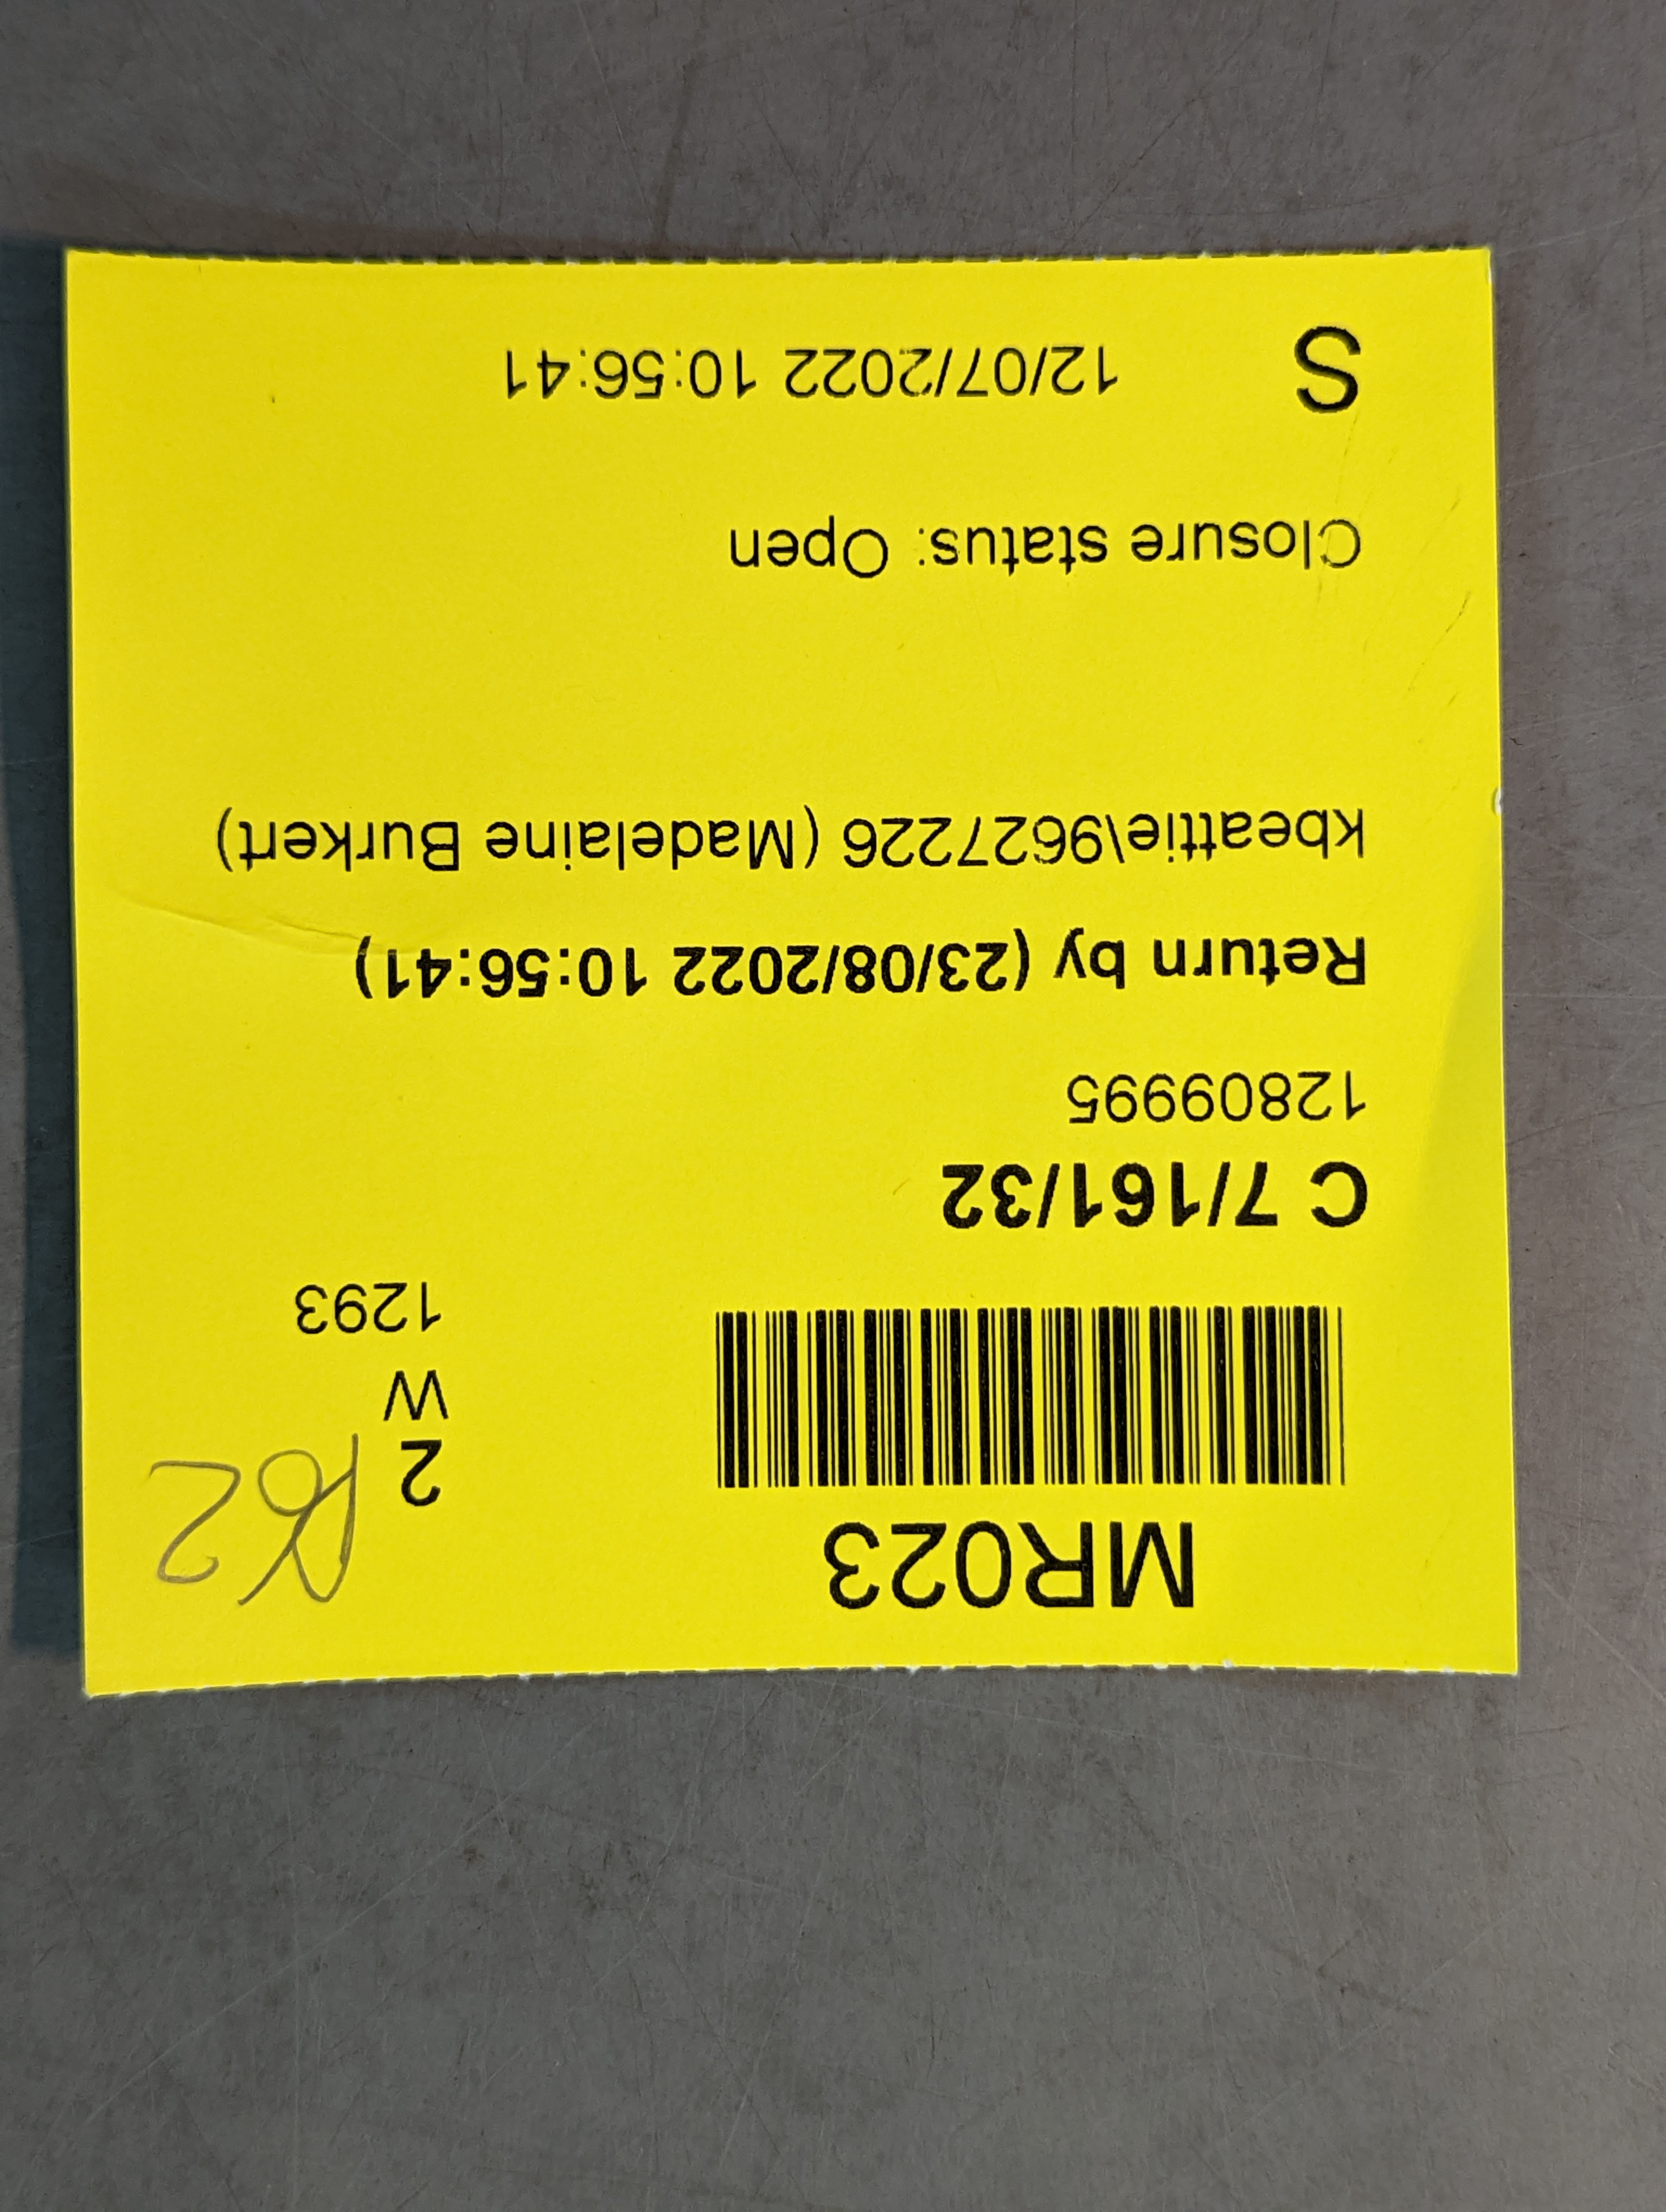 MR023
2
W
1293
C 7/161/32
12809995
Return by (23/08/2022 10:56:41)
kbeattie\9627226 (Madelaine Burkert)
Closure status: Open
S 12/07/2022 10:56:41